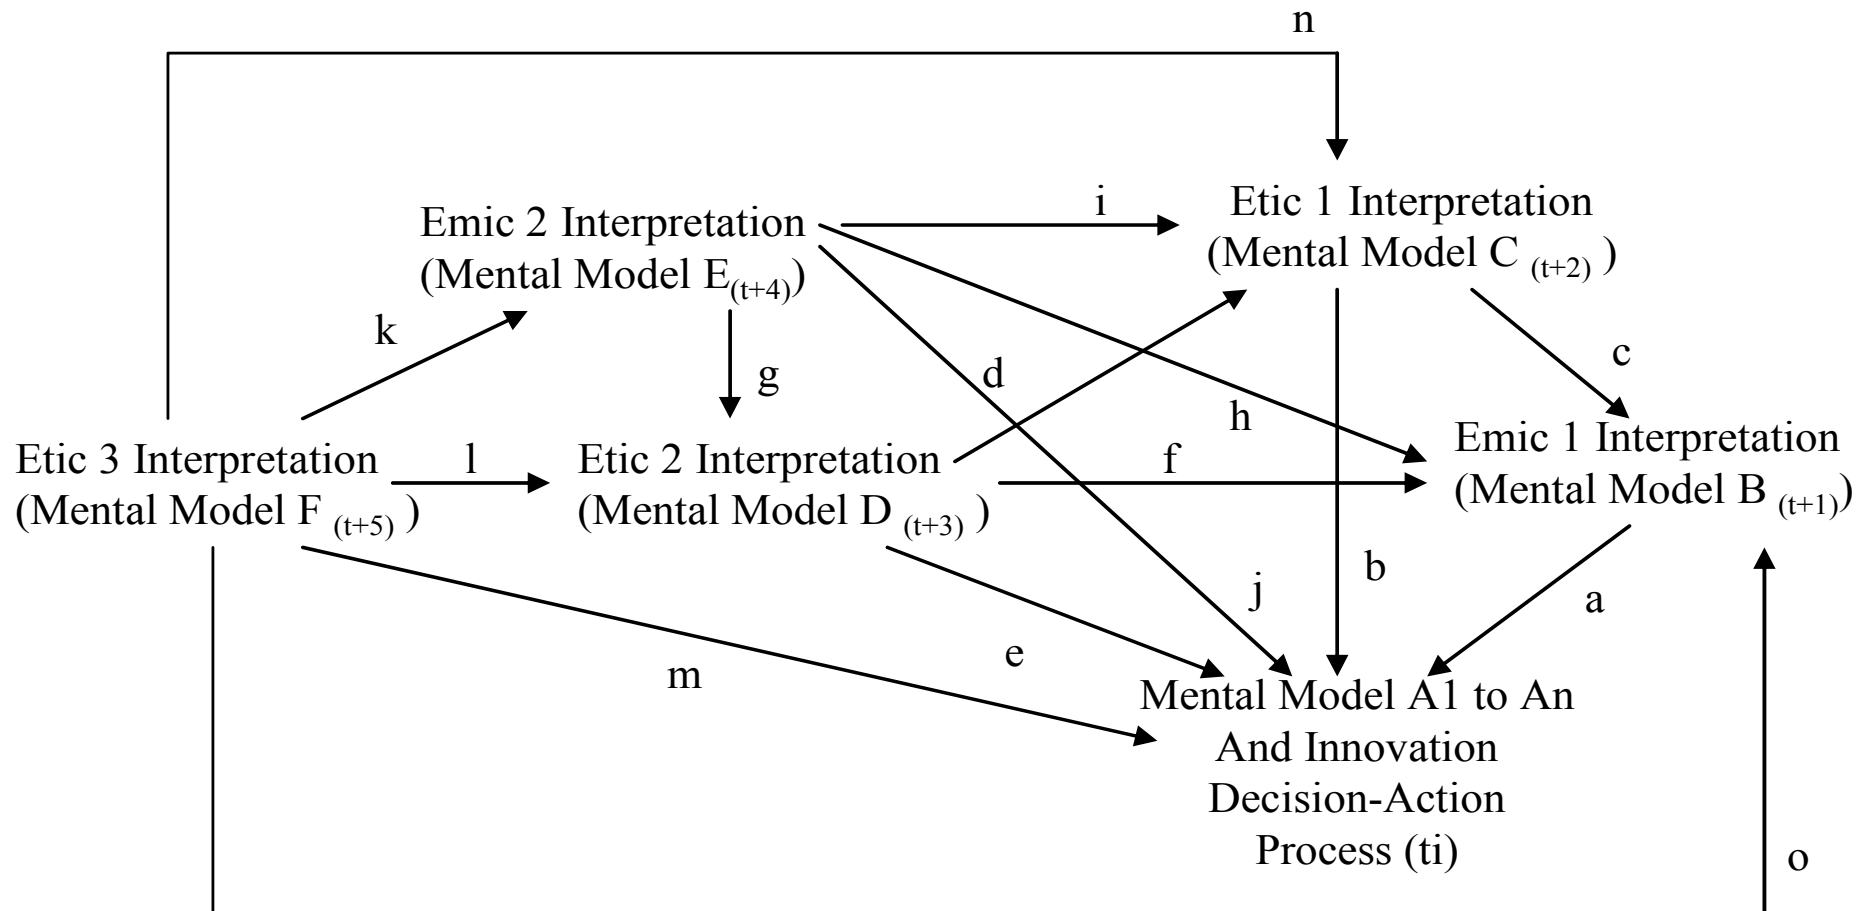 n
i
Etic 1 Interpretation
(Mental Model C (t+2) )
Emic 2 Interpretation
(Mental Model E(t+4))
k
g
d
h
c
Etic 3 Interpretation
(Mental Model F (t+5) )
l
Etic 2 Interpretation
(Mental Model D (t+3) )
f
Emic 1 Interpretation
(Mental Model B (t+1))
j
b
a
e
m
Mental Model A1 to An
And Innovation
Decision-Action
Process (ti)
o